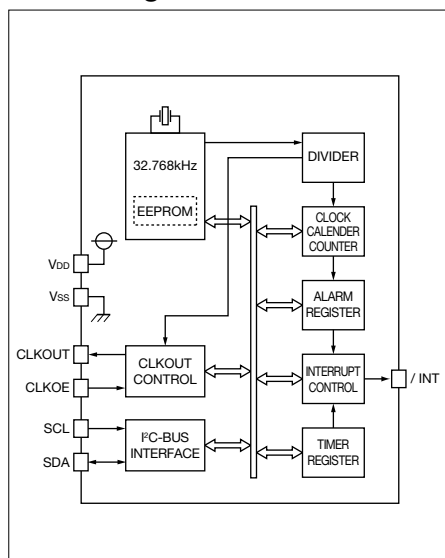 32.768kHz
EEPROM
DIVIDER
CLOCK
CALENDER
COUNTER
VDD
VSS
ALARM
REGISTER
CLKOUT
CLKOE
CLKOUT
CONTROL
INTERRUPT
CONTROL
/ INT
SCL
SDA
I²C-BUS
INTERFACE
TIMER
REGISTER